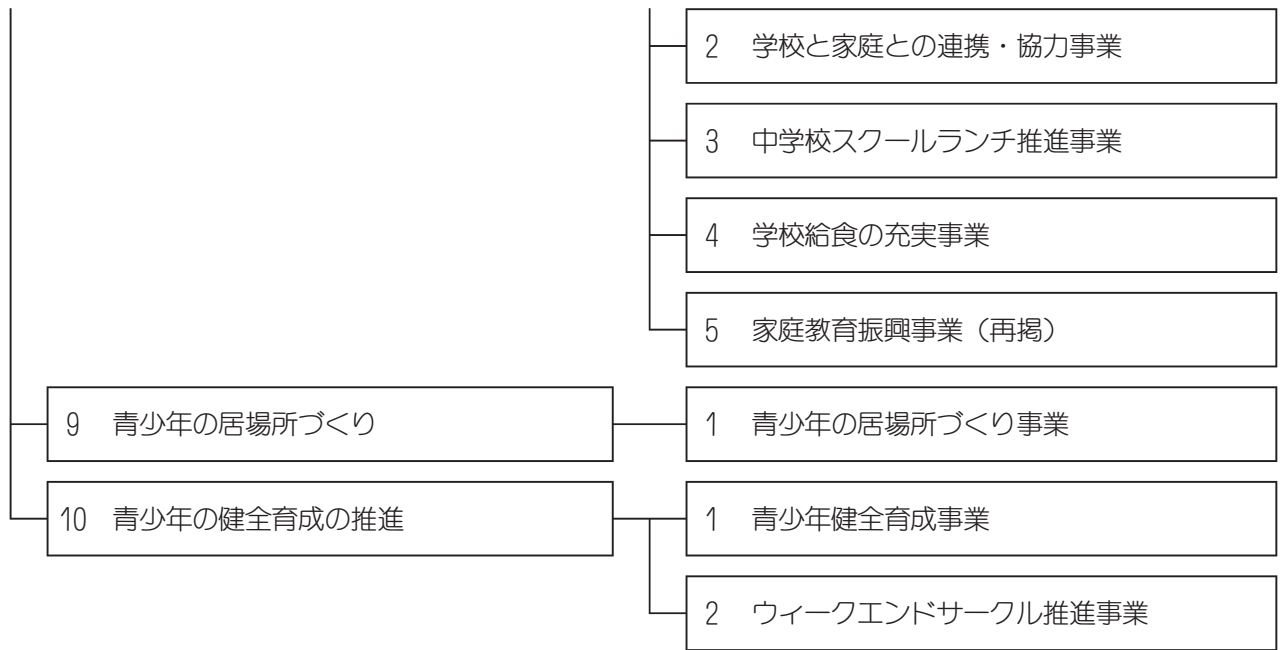 2 学校と家庭との連携・協力事業
3 中学校スクールランチ推進事業
4 学校給食の充実事業
5 家庭教育振興事業（再掲）
9 青少年の居場所づくり
1 青少年の居場所づくり事業
10 青少年の健全育成の推進
1 青少年健全育成事業
2 ウィークエンドサークル推進事業